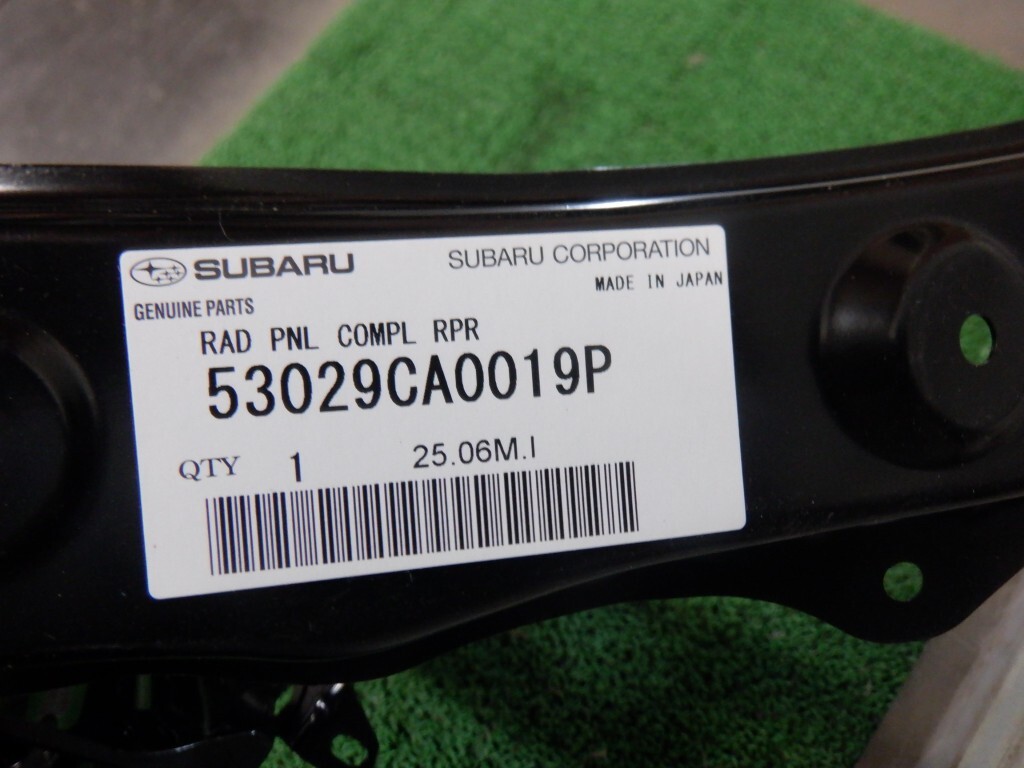 SUBARU SUBARU CORPORATION
MADE IN JAPAN
GENUINE PARTS
RAD PNL COMPL RPR
53029CA0019P
QTY 1 25.06M.I